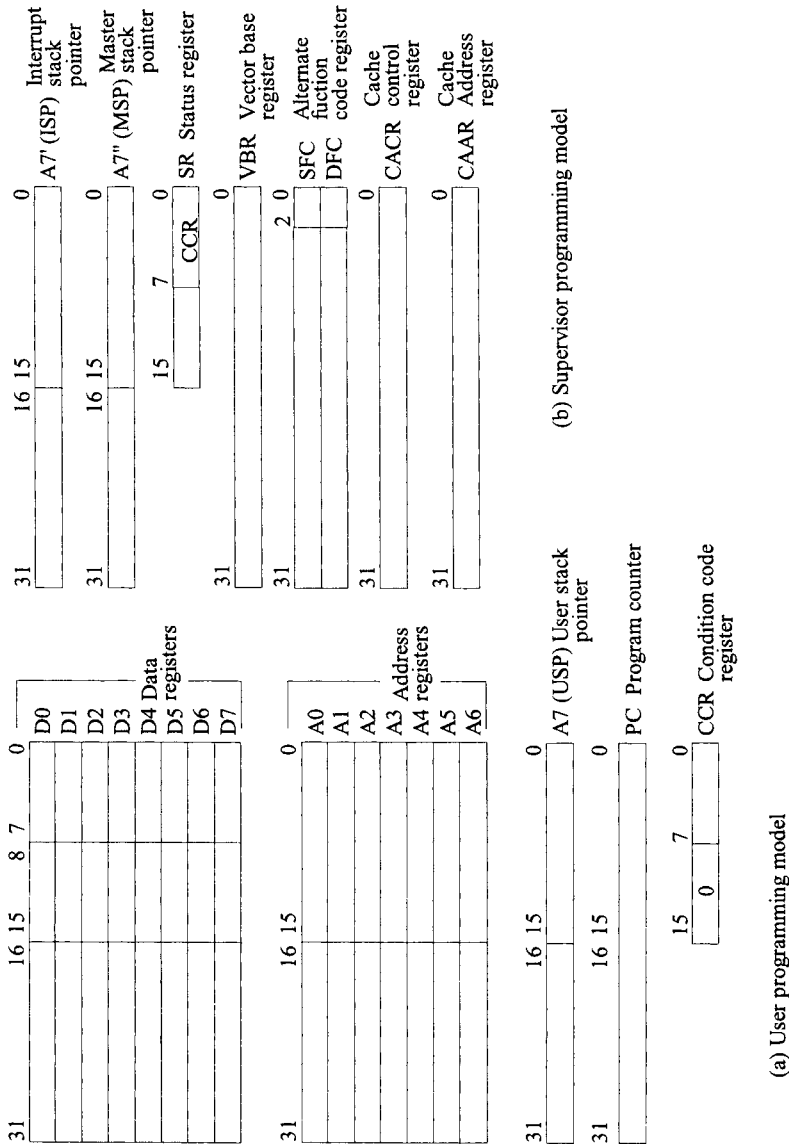 31 16 15 8 7 0
D0
D1
D2
D3
D4
D5
D6
D7
Data
registers
31 16 15 0
A0
A1
A2
A3
A4
A5
A6
Address
registers
31 16 15 0
A7 (USP) User stack
pointer
31 16 15 0
PC Program counter
15 7 0
0
CCR Condition code
register
(a) User programming model
31 16 15 0
A7' (ISP) Interrupt
stack
pointer
31 16 15 0
A7" (MSP) Master
stack
pointer
15 7 0
CCR
SR Status register
31 0
VBR Vector base
register
31 2 0
SFC
DFC
Alternate
fuction
code register
31 0
CACR Cache
control
register
31 0
CAAR Cache
Address
register
(b) Supervisor programming model